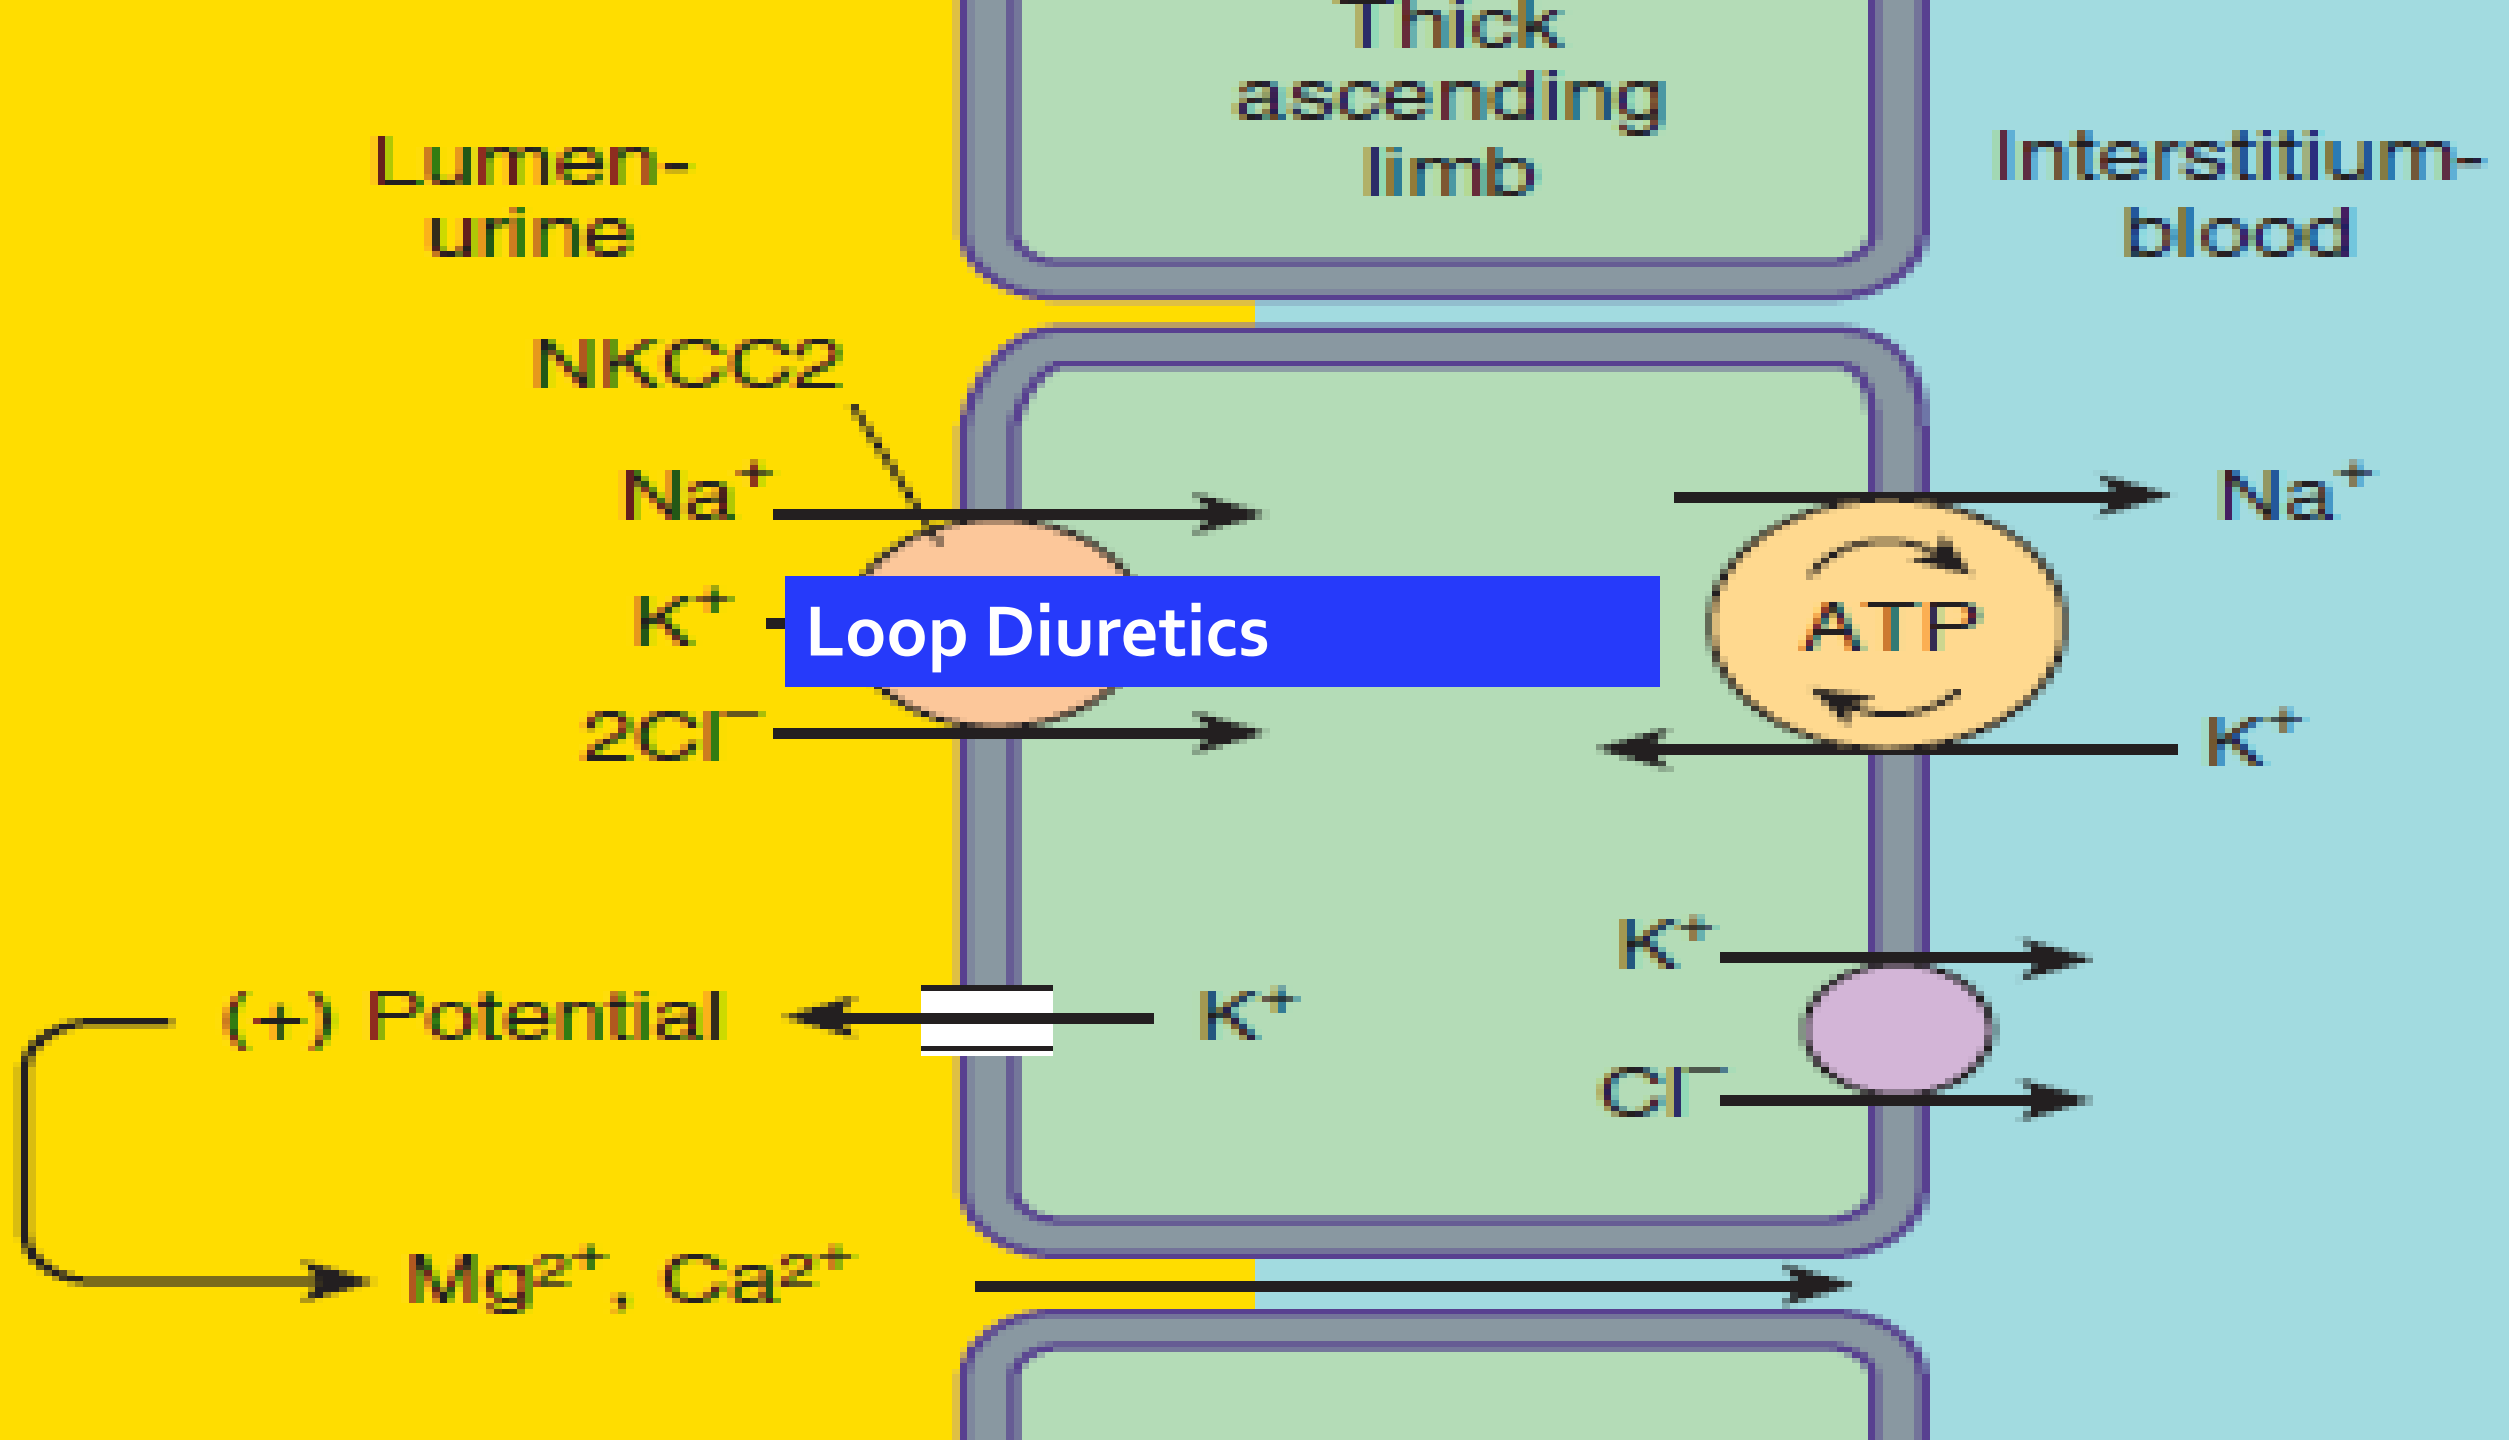 Thick
ascending
limb
Lumen-
urine
Interstitium-
blood
NKCC2
Na⁺
Na⁺
K⁺
Loop Diuretics
ATP
2Cl⁻
K⁺
K⁺
(+) Potential
K⁺
Cl⁻
Mg²⁺, Ca²⁺